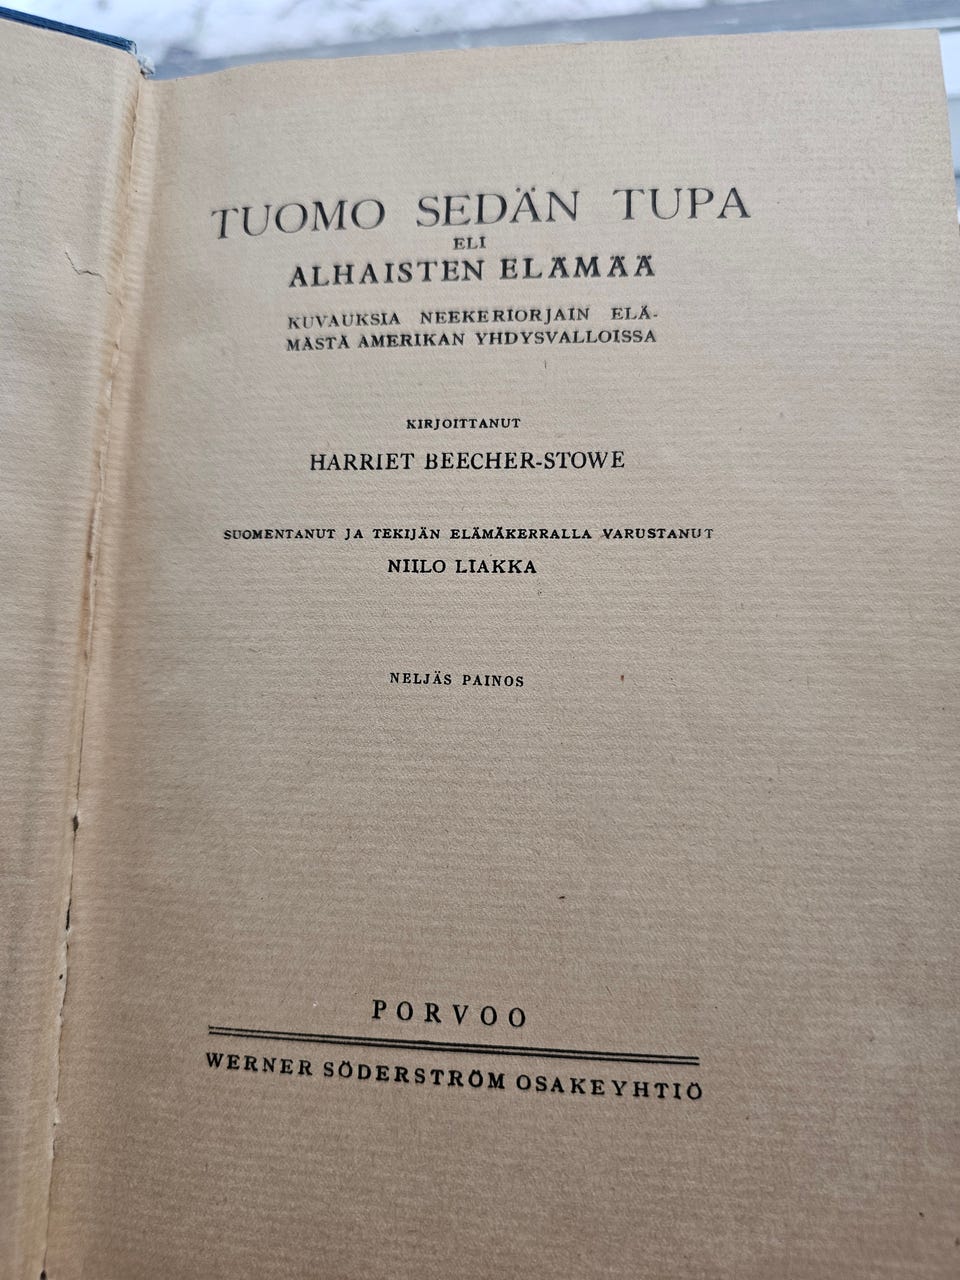 TUOMO SEDÄN TUPA
ELI
ALHAISTEN ELÄMÄÄ
KUVAUKSIA NEEKERIORJAIN ELÄ-
MÄSTÄ AMERIKAN YHDYSVALLOISSA
KIRJOITTANUT
HARRIET BEECHER-STOWE
SUOMENTANUT JA TEKIJÄN ELÄMÄKERRALLA VARUSTANUT
NIILO LIAKKA
NELJÄS PAINOS
PORVOO
WERNER SÖDERSTRÖM OSAKEYHTIÖ